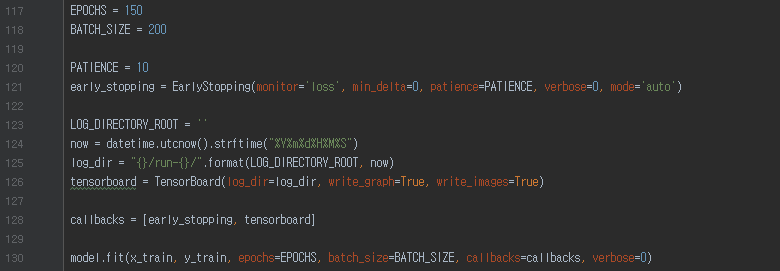 117 EPOCHS = 150
118 BATCH_SIZE = 200
119
120 PATIENCE = 10
121 early_stopping = EarlyStopping(monitor='loss', min_delta=0, patience=PATIENCE, verbose=0, mode='auto')
122
123 LOG_DIRECTORY_ROOT = ''
124 now = datetime.utcnow().strftime("%Y%m%d%H%M%S")
125 log_dir = "{}/run-{}/".format(LOG_DIRECTORY_ROOT, now)
126 tensorboard = TensorBoard(log_dir=log_dir, write_graph=True, write_images=True)
127
128 callbacks = [early_stopping, tensorboard]
129
130 model.fit(x_train, y_train, epochs=EPOCHS, batch_size=BATCH_SIZE, callbacks=callbacks, verbose=0)